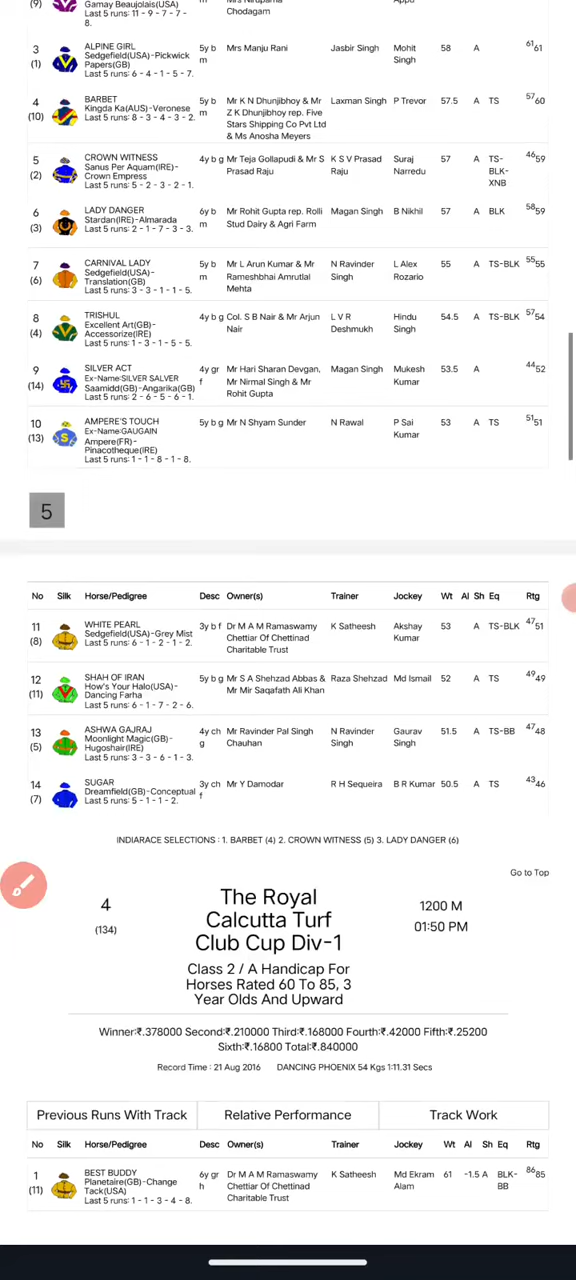 (9) Gamay Beaujolais(USA) m Chodagam
Last 5 runs: 11 - 9 - 7 - 7 -
8.
3 ALPINE GIRL 5y b Mrs Manju Rani Jasbir Singh Mohit 58 A 61 61
(1) Sedgefield(USA)-Pickwick m Singh
Papers(GB)
Last 5 runs: 6 - 4 - 1 - 5 - 7.
4 BARBET 5y b Mr K N Dhunjibhoy & Mr Laxman Singh P Trevor 57.5 A TS 57 60
(10) Kingda Ka(AUS)-Veronese m Z K Dhunjibhoy rep. Five
Last 5 runs: 8 - 3 - 4 - 3 - 2. Stars Shipping Co Pvt Ltd
& Ms Anosha Meyers
5 CROWN WITNESS 4y b g Mr Teja Gollapudi & Mr S K S V Prasad Suraj 57 A TS- 46 59
(2) Sanus Per Aquam(IRE)- Prasad Raju Raju Narredu BLK-
Crown Empress XNB
Last 5 runs: 5 - 2 - 3 - 2 - 1.
6 LADY DANGER 6y b Mr Rohit Gupta rep. Rolli Magan Singh B Nikhil 57 A BLK 58 59
(3) Stardan(IRE)-Almarada m Stud Dairy & Agri Farm
Last 5 runs: 2 - 1 - 7 - 3 - 3.
7 CARNIVAL LADY 5y b Mr L Arun Kumar & Mr N Ravinder L Alex 55 A TS-BLK 55 55
(6) Sedgefield(USA)- m Rameshbhai Amrutlal Singh Rozario
Translation(GB) Mehta
Last 5 runs: 3 - 3 - 1 - 1 - 5.
8 TRISHUL 4y b g Col. S B Nair & Mr Arjun L V R Hindu 54.5 A TS-BLK 57 54
(4) Excellent Art(GB)- Nair Deshmukh Singh
Accessorize(IRE)
Last 5 runs: 1 - 3 - 1 - 5 - 5.
9 SILVER ACT 4y gr Mr Hari Sharan Devgan, Magan Singh Mukesh 53.5 A 44 52
(14) Ex-Name:SILVER SALVER f Mr Nirmal Singh & Mr Kumar
Saamidd(GB)-Angarika(GB) Rohit Gupta
Last 5 runs: 2 - 6 - 5 - 6 - 1.
10 AMPERE'S TOUCH 5y b g Mr N Shyam Sunder N Rawal P Sai 53 A TS 51 51
(13) Ex-Name:GAUGAIN Kumar
Ampere(FR)-
Pinacotheque(IRE)
Last 5 runs: 1 - 1 - 8 - 1 - 8.
5
No Silk Horse/Pedigree Desc Owner(s) Trainer Jockey Wt Al Sh Eq Rtg
11 WHITE PEARL 3y b f Dr M A M Ramaswamy K Satheesh Akshay 53 A TS-BLK 47 51
(8) Sedgefield(USA)-Grey Mist Chettiar Of Chettinad Kumar
Last 5 runs: 6 - 1 - 2 - 1 - 2. Charitable Trust
12 SHAH OF IRAN 5y b g Mr S A Shehzad Abbas & Raza Shehzad Md Ismail 52 A TS 49 49
(11) How's Your Halo(USA)- Mr Mir Saqafath Ali Khan
Dancing Farha
Last 5 runs: 6 - 1 - 7 - 2 - 6.
13 ASHWA GAJRAJ 4y ch Mr Ravinder Pal Singh N Ravinder Gaurav 51.5 A TS-BB 47 48
(5) Moonlight Magic(GB)- g Chauhan Singh Singh
Hugoshair(IRE)
Last 5 runs: 3 - 3 - 6 - 1 - 3.
14 SUGAR 3y ch Mr Y Damodar R H Sequeira B R Kumar 50.5 A TS 43 46
(7) Dreamfield(GB)-Conceptual f
Last 5 runs: 5 - 1 - 1 - 2.
INDIARACE SELECTIONS : 1. BARBET (4) 2. CROWN WITNESS (5) 3. LADY DANGER (6)
Go to Top
4 The Royal 1200 M
(134) Calcutta Turf 01:50 PM
Club Cup Div-1
Class 2 / A Handicap For
Horses Rated 60 To 85, 3
Year Olds And Upward
Winner:₹.378000 Second:₹.210000 Third:₹.168000 Fourth:₹.42000 Fifth:₹.25200
Sixth:₹.16800 Total:₹.840000
Record Time : 21 Aug 2016 DANCING PHOENIX 54 Kgs 1:11.31 Secs
Previous Runs With Track Relative Performance Track Work
No Silk Horse/Pedigree Desc Owner(s) Trainer Jockey Wt Al Sh Eq Rtg
1 BEST BUDDY 6y gr Dr M A M Ramaswamy K Satheesh Md Ekram 61 -1.5 A BLK- 86 85
(11) Planetaire(GB)-Change h Chettiar Of Chettinad Alam BB
Tack(USA) Charitable Trust
Last 5 runs: 1 - 1 - 3 - 4 - 8.